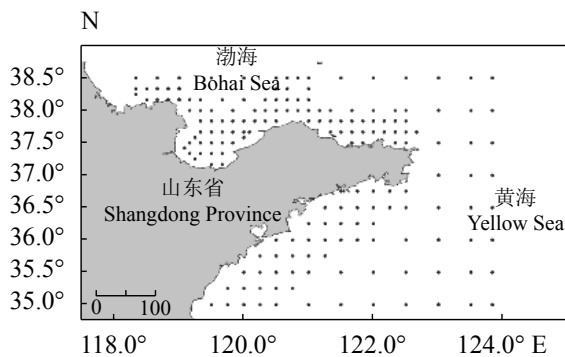 N
渤海
Bohai Sea
38.5°
38.0°
37.5°
37.0°
36.5°
36.0°
35.5°
35.0°
山东省
Shangdong Province
黄海
Yellow Sea
0 100
118.0° 120.0° 122.0° 124.0° E